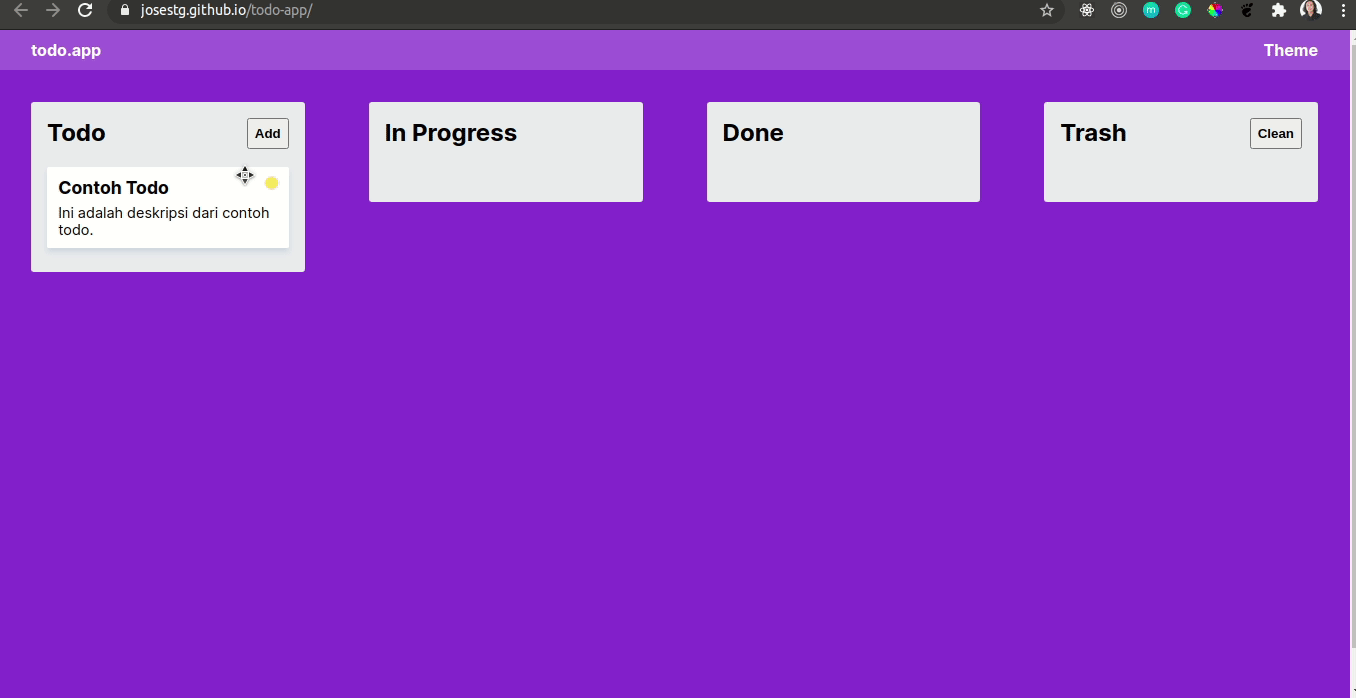 josestg.github.io/todo-app/
todo.app
Theme
Todo
Add
Contoh Todo
Ini adalah deskripsi dari contoh
todo.
In Progress
Done
Trash
Clean